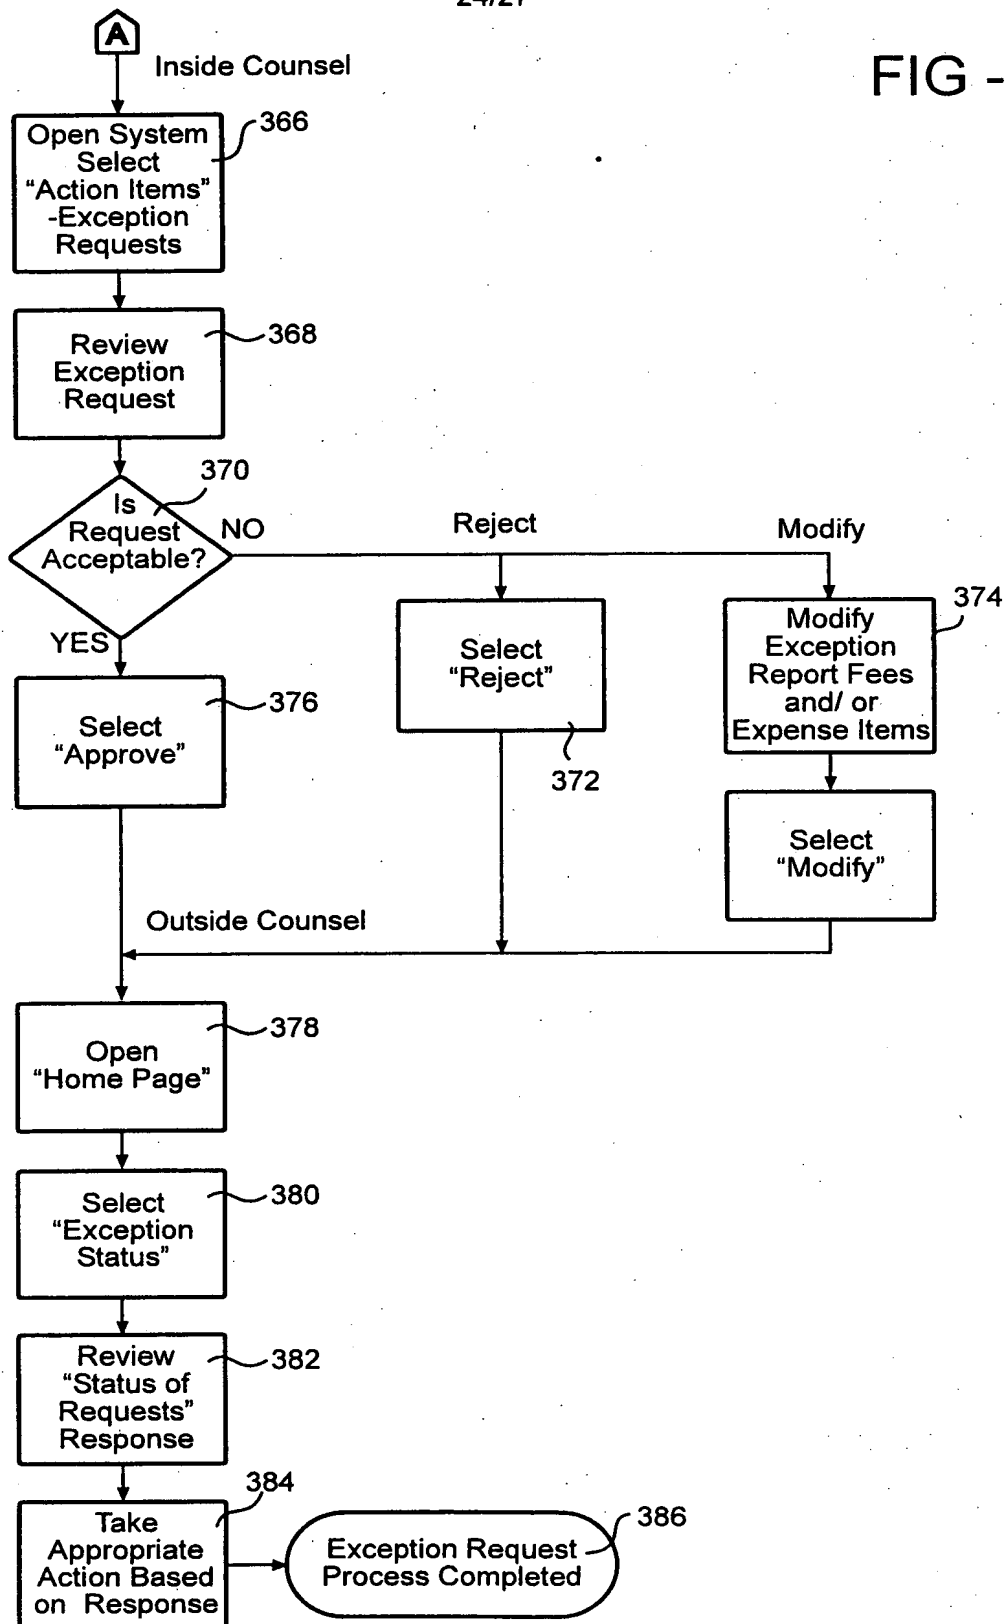 24/27
A
Inside Counsel
FIG -
Open System
Select
“Action Items”
-Exception
Requests
366
Review
Exception
Request
368
Is
Request
Acceptable?
370
NO
Reject
Modify
YES
Select
“Approve”
376
Select
“Reject”
372
Modify
Exception
Report Fees
and/ or
Expense Items
374
Select
“Modify”
Outside Counsel
Open
“Home Page”
378
Select
“Exception
Status”
380
Review
“Status of
Requests”
Response
382
Take
Appropriate
Action Based
on Response
384
Exception Request
Process Completed
386